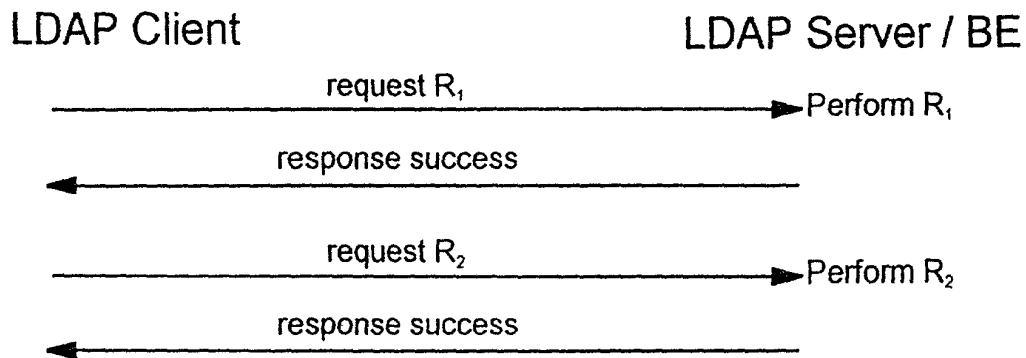 LDAP Client
LDAP Server / BE
request R₁
Perform R₁
response success
request R₂
Perform R₂
response success